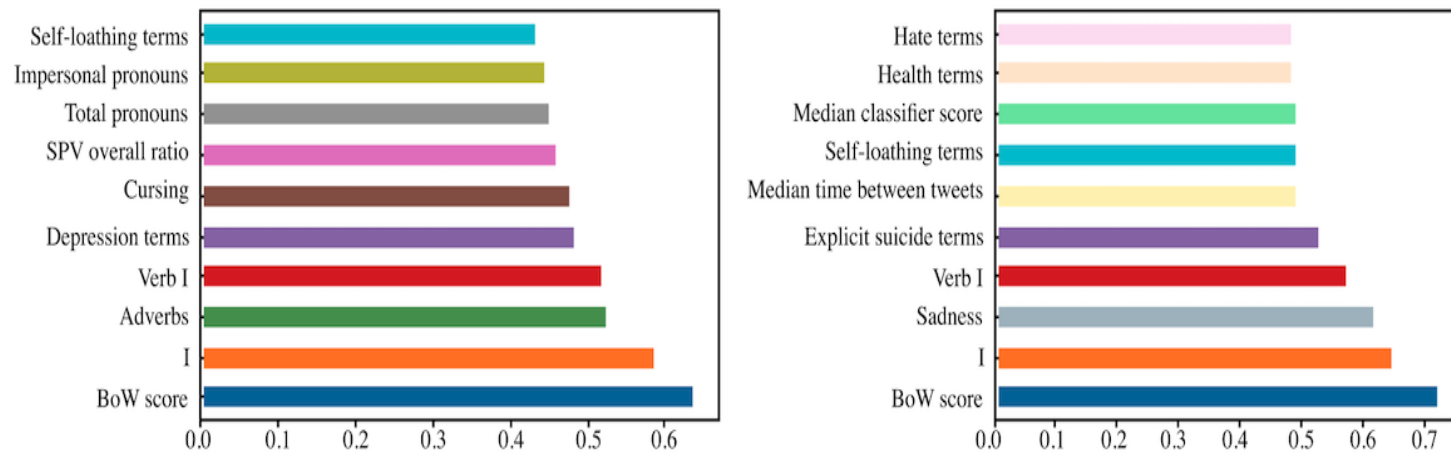 Self-loathing terms
Impersonal pronouns
Total pronouns
SPV overall ratio
Cursing
Depression terms
Verb I
Adverbs
I
BoW score
0.0 0.1 0.2 0.3 0.4 0.5 0.6
Hate terms
Health terms
Median classifier score
Self-loathing terms
Median time between tweets
Explicit suicide terms
Verb I
Sadness
I
BoW score
0.0 0.1 0.2 0.3 0.4 0.5 0.6 0.7